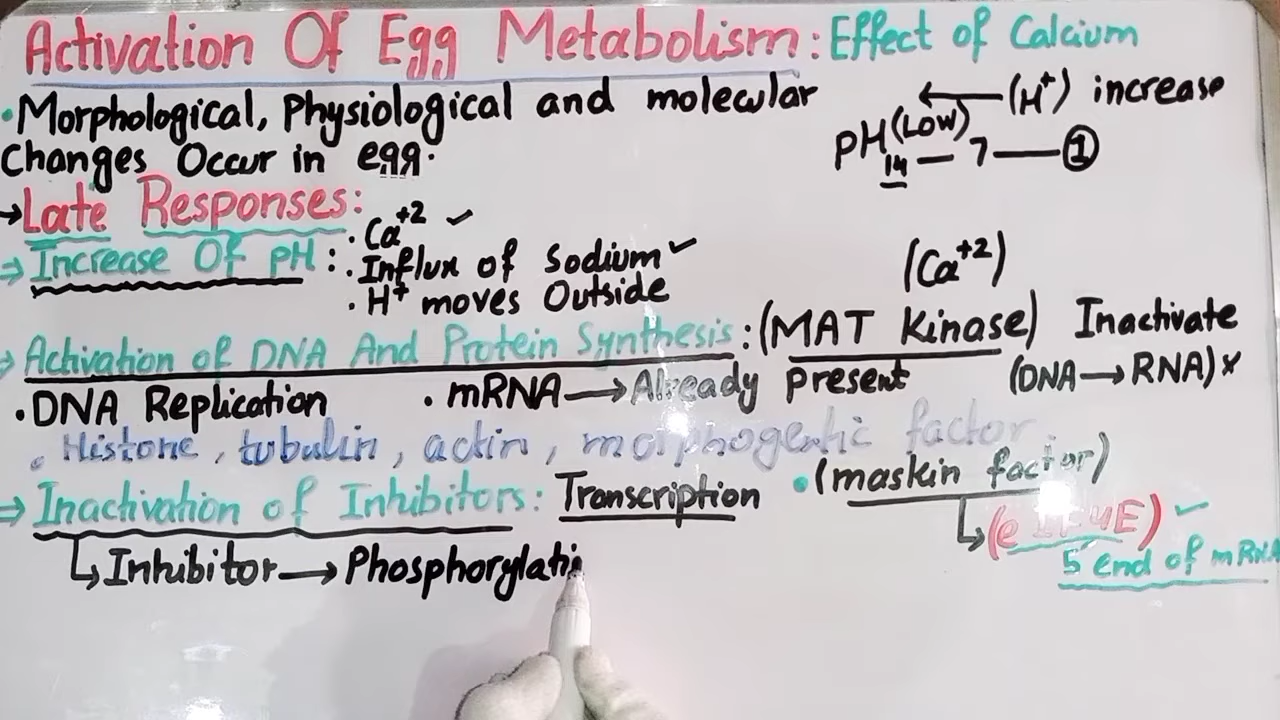 Activation Of Egg Metabolism: Effect of Calcium
• Morphological, Physiological and molecular
Changes Occur in egg.
← (H⁺) increase
PH (LOW)
14 — 7 — 1
→ Late Responses:
⇒ Increase Of pH : • Ca⁺² ✓
• Influx of Sodium ✓
• H⁺ moves Outside
(Ca⁺²)
⇒ Activation of DNA And Protein Synthesis : (MAT Kinase) Inactivate
• DNA Replication • mRNA → Already present (DNA → RNA) x
• Histone, tubulin, actin, morphogentic factor
⇒ Inactivation of Inhibitors: Transcription • (maskin factor)
↳ (eIF4E) ✓
5 end of mRNA
↳ Inhibitor → Phosphorylati